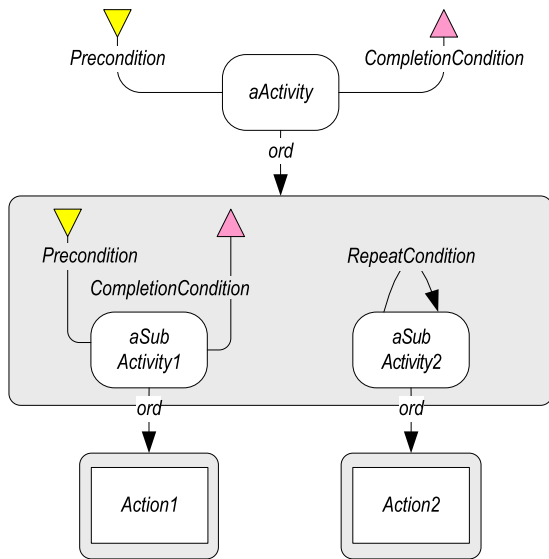 Precondition
CompletionCondition
aActivity
ord
Precondition
RepeatCondition
CompletionCondition
aSub
Activity1
aSub
Activity2
ord
ord
Action1
Action2